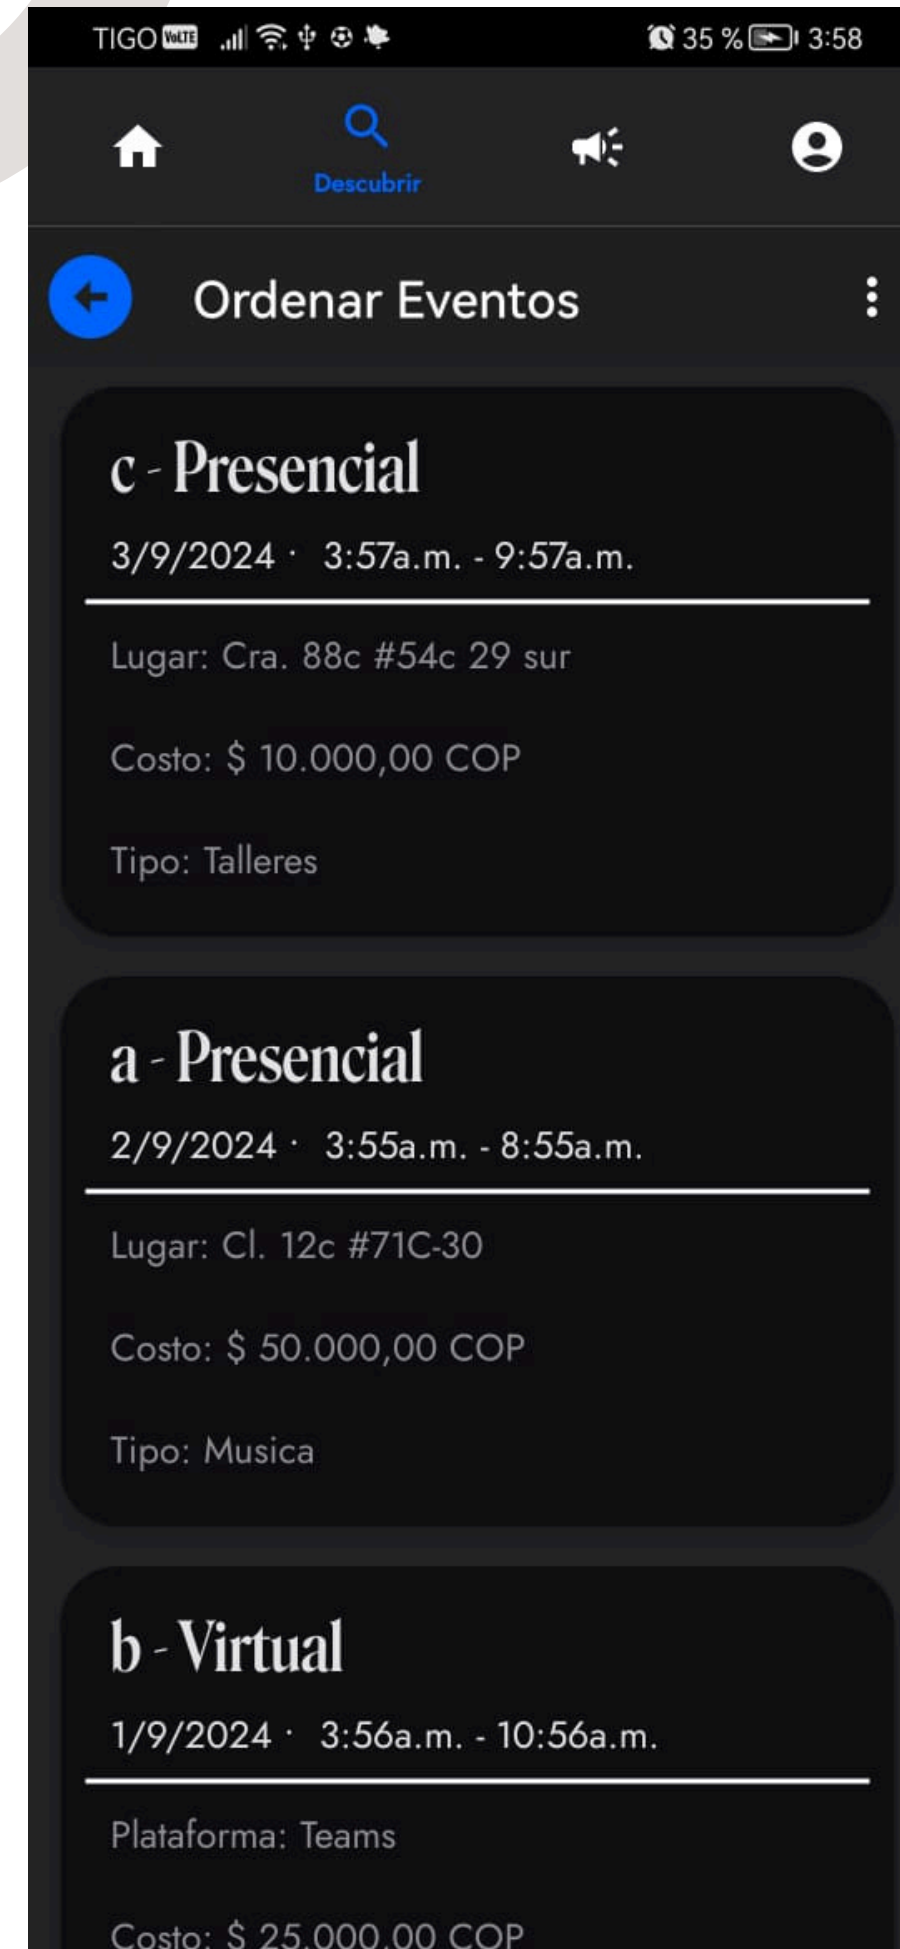 TIGO VoLTE 35 % 3:58
Descubrir
Ordenar Eventos
c - Presencial
3/9/2024 · 3:57a.m. - 9:57a.m.
Lugar: Cra. 88c #54c 29 sur
Costo: $ 10.000,00 COP
Tipo: Talleres
a - Presencial
2/9/2024 · 3:55a.m. - 8:55a.m.
Lugar: Cl. 12c #71C-30
Costo: $ 50.000,00 COP
Tipo: Musica
b - Virtual
1/9/2024 · 3:56a.m. - 10:56a.m.
Plataforma: Teams
Costo: $ 25.000,00 COP